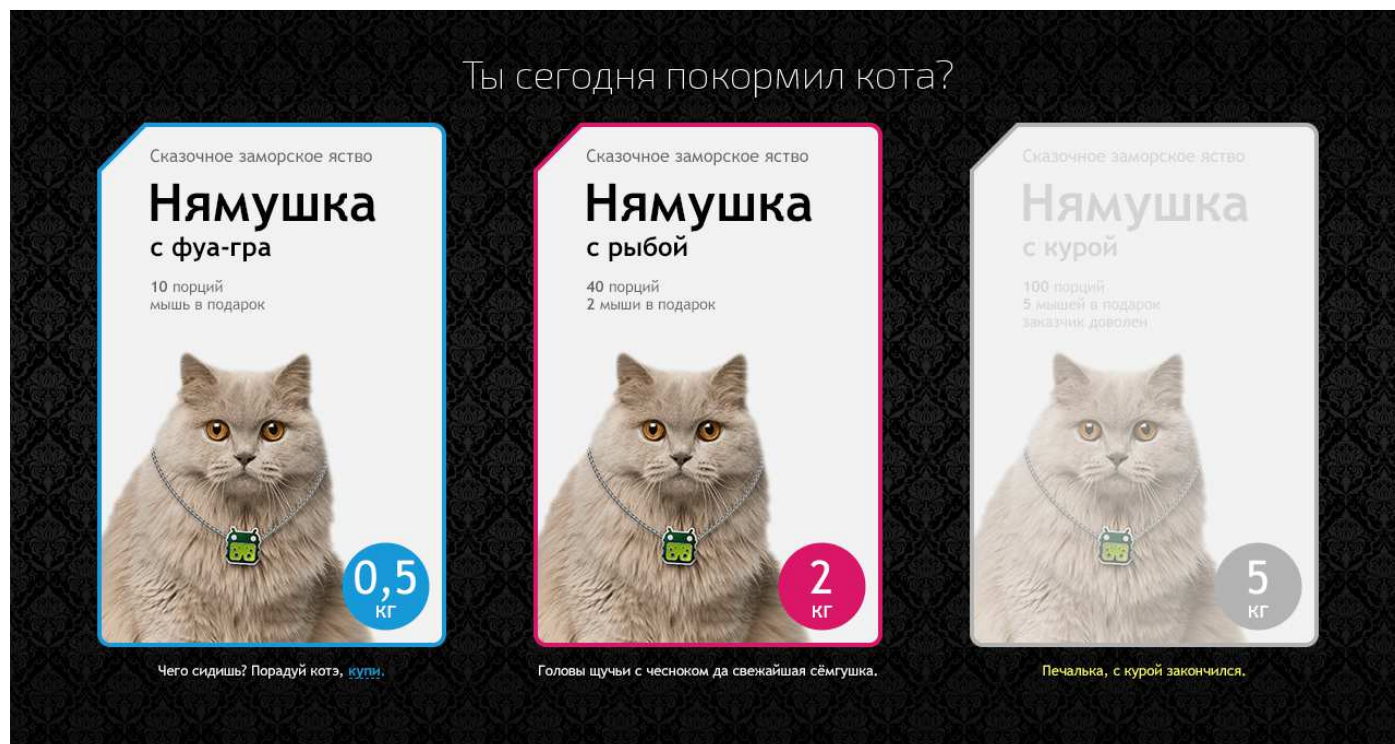 Ты сегодня покормил кота?
Сказочное заморское яство
Нямушка
с фуа-гра
10 порций
мышь в подарок
0,5
кг
Чего сидишь? Порадуй котэ, купи.
Сказочное заморское яство
Нямушка
с рыбой
40 порций
2 мыши в подарок
2
кг
Головы щучьи с чесноком да свежайшая сёмгушка.
Сказочное заморское яство
Нямушка
с курой
100 порций
5 мышей в подарок
заказчик доволен
5
кг
Печалька, с курой закончился.